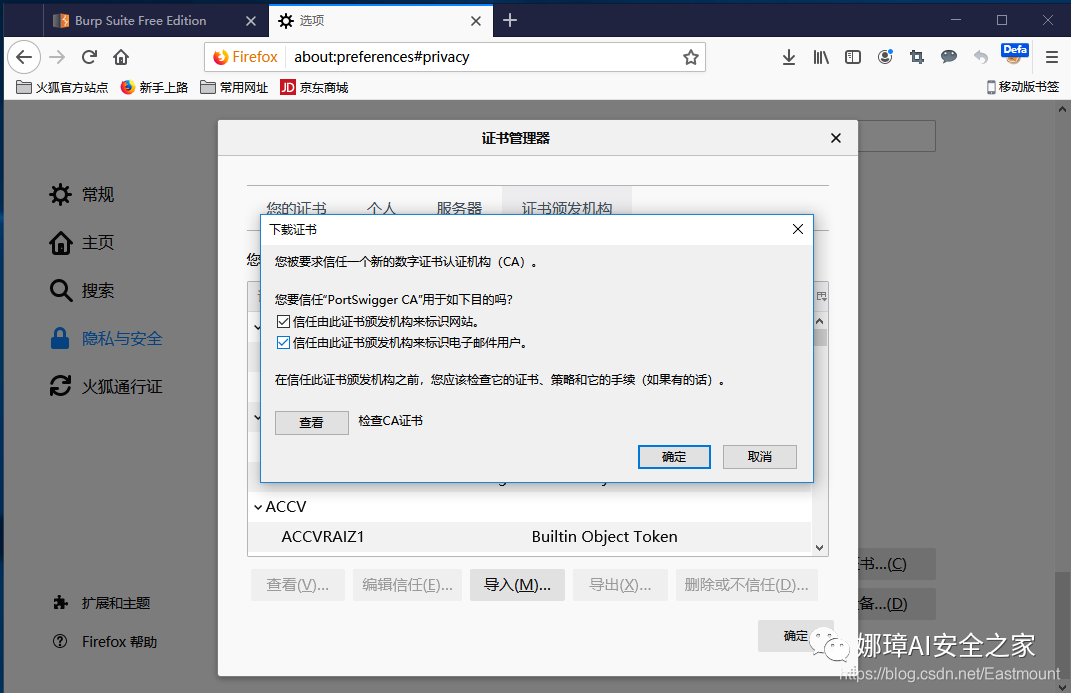 Burp Suite Free Edition
选项
Firefox
about:preferences#privacy
Defa
火狐官方站点
新手上路
常用网址
JD 京东商城
移动版书签
证书管理器
常规
主页
搜索
隐私与安全
火狐通行证
扩展和主题
Firefox 帮助
您的证书
个人
服务器
证书颁发机构
您
下载证书
您被要求信任一个新的数字证书认证机构（CA）。
您要信任“PortSwigger CA”用于如下目的吗?
信任由此证书颁发机构来标识网站。
信任由此证书颁发机构来标识电子邮件用户。
在信任此证书颁发机构之前，您应该检查它的证书、策略和它的手续（如果有的话）。
查看
检查CA证书
确定
取消
ACCV
ACCVRAIZ1
Builtin Object Token
查看(V)...
编辑信任(E)...
导入(M)...
导出(X)...
删除或不信任(D)...
书...(C)
备...(D)
确定
娜璋AI安全之家
https://blog.csdn.net/Eastmount